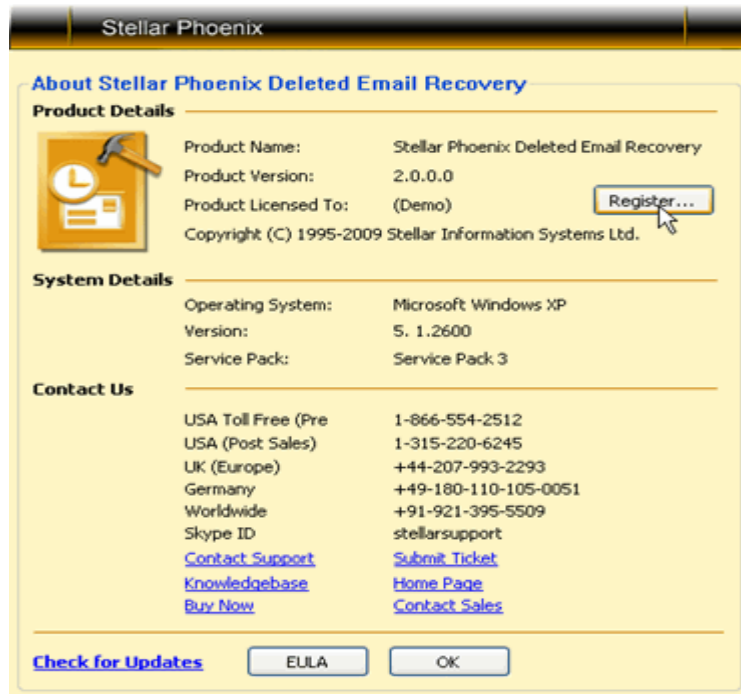 Stellar Phoenix
About Stellar Phoenix Deleted Email Recovery
Product Details
Product Name: Stellar Phoenix Deleted Email Recovery
Product Version: 2.0.0.0
Product Licensed To: (Demo) Register...
Copyright (C) 1995-2009 Stellar Information Systems Ltd.
System Details
Operating System: Microsoft Windows XP
Version: 5. 1.2600
Service Pack: Service Pack 3
Contact Us
USA Toll Free (Pre 1-866-554-2512
USA (Post Sales) 1-315-220-6245
UK (Europe) +44-207-993-2293
Germany +49-180-110-105-0051
Worldwide +91-921-395-5509
Skype ID stellarsupport
Contact Support Submit Ticket
Knowledgebase Home Page
Buy Now Contact Sales
Check for Updates EULA OK